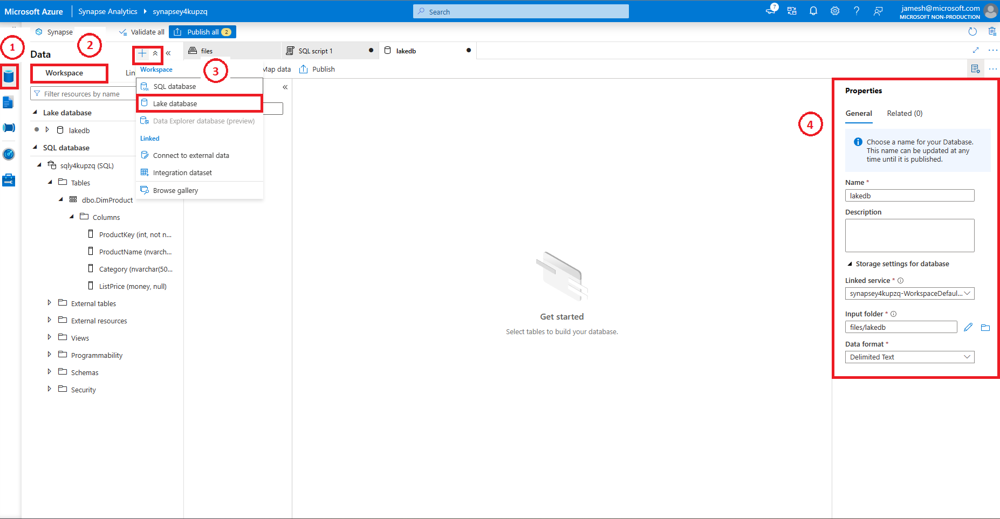 Microsoft Azure
Synapse Analytics
synapsey4kupzq
Search
7
jamesh@microsoft.com
MICROSOFT NON-PRODUCTION
Synapse
Validate all
Publish all 2
1
2
3
4
Data
Workspace
Lin
Filter resources by name
Lake database
lakedb
SQL database
sqly4kupzq (SQL)
Tables
dbo.DimProduct
Columns
ProductKey (int, not n...
ProductName (nvarch...
Category (nvarchar(50...
ListPrice (money, null)
External tables
External resources
Views
Programmability
Schemas
Security
Workspace
SQL database
Lake database
Data Explorer database (preview)
Linked
Connect to external data
Integration dataset
Browse gallery
files
SQL script 1
lakedb
Map data
Publish
Get started
Select tables to build your database.
Properties
General
Related (0)
Choose a name for your Database.
This name can be updated at any
time until it is published.
Name *
lakedb
Description
Storage settings for database
Linked service *
synapsey4kupzq-WorkspaceDefaul...
Input folder *
files/lakedb
Data format *
Delimited Text